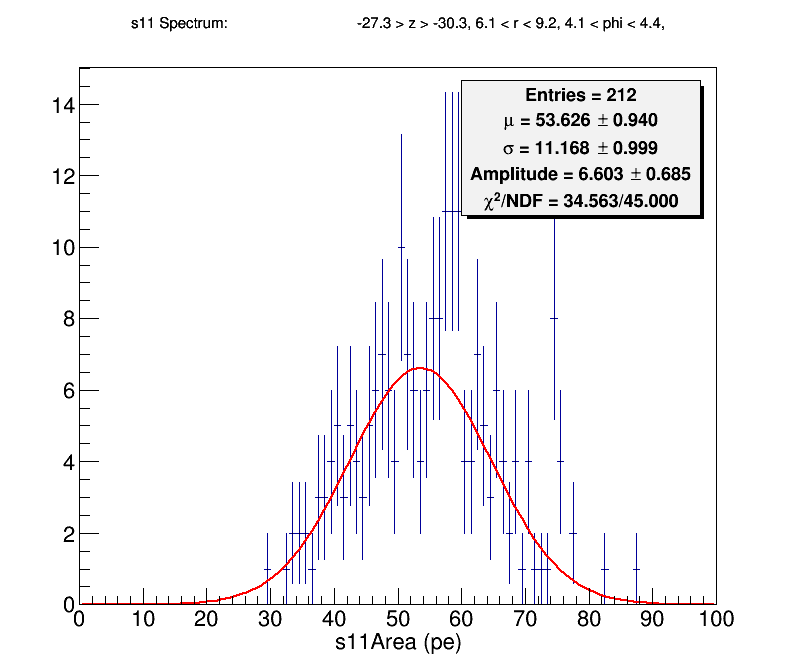 s11 Spectrum: -27.3 > z > -30.3, 6.1 < r < 9.2, 4.1 < phi < 4.4,
Entries = 212
μ = 53.626 ± 0.940
σ = 11.168 ± 0.999
Amplitude = 6.603 ± 0.685
χ²/NDF = 34.563/45.000
14
12
10
8
6
4
2
0
0 10 20 30 40 50 60 70 80 90 100
s11Area (pe)